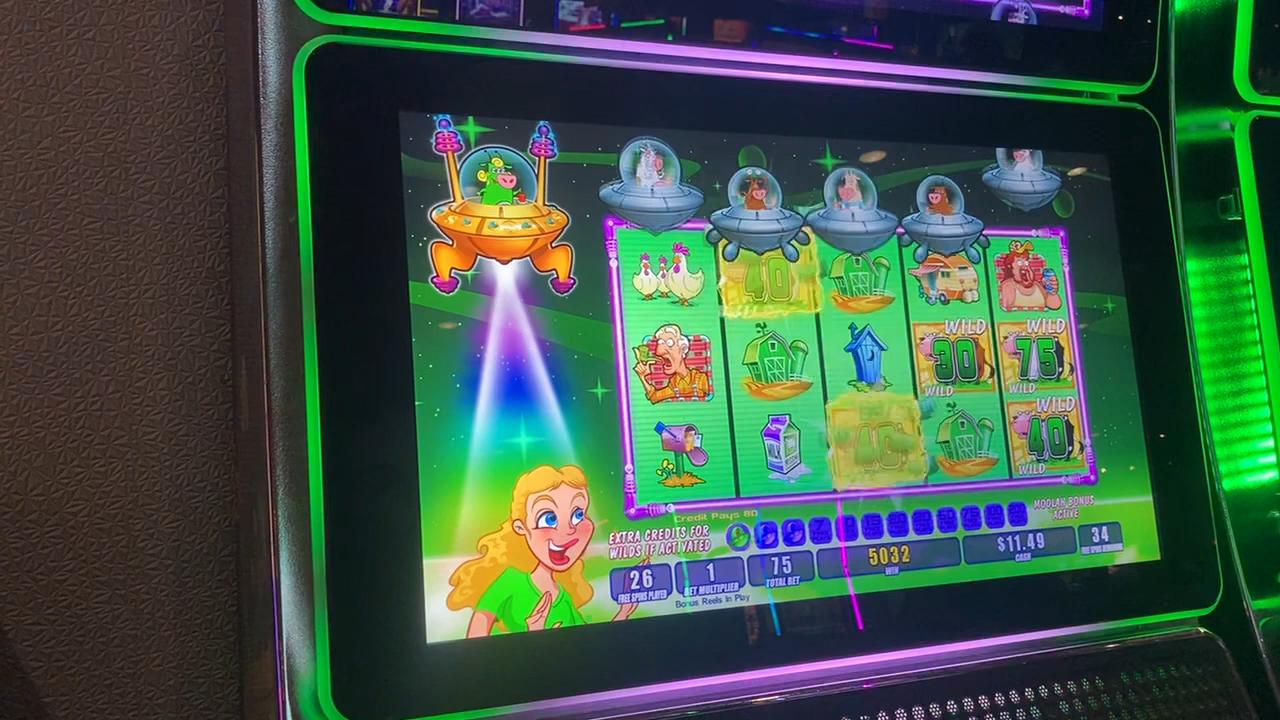 40
WILD
30
WILD
WILD
75
WILD
WILD
40
WILD
Credit Pays 80
EXTRA CREDITS FOR
WILDS IF ACTIVATED
MOOLAH BONUS
ACTIVE
26
FREE SPINS PLAYED
1
BET MULTIPLIER
75
TOTAL BET
5032
WIN
$11.49
CASH
34
FREE SPINS REMAINING
Bonus Reels In Play